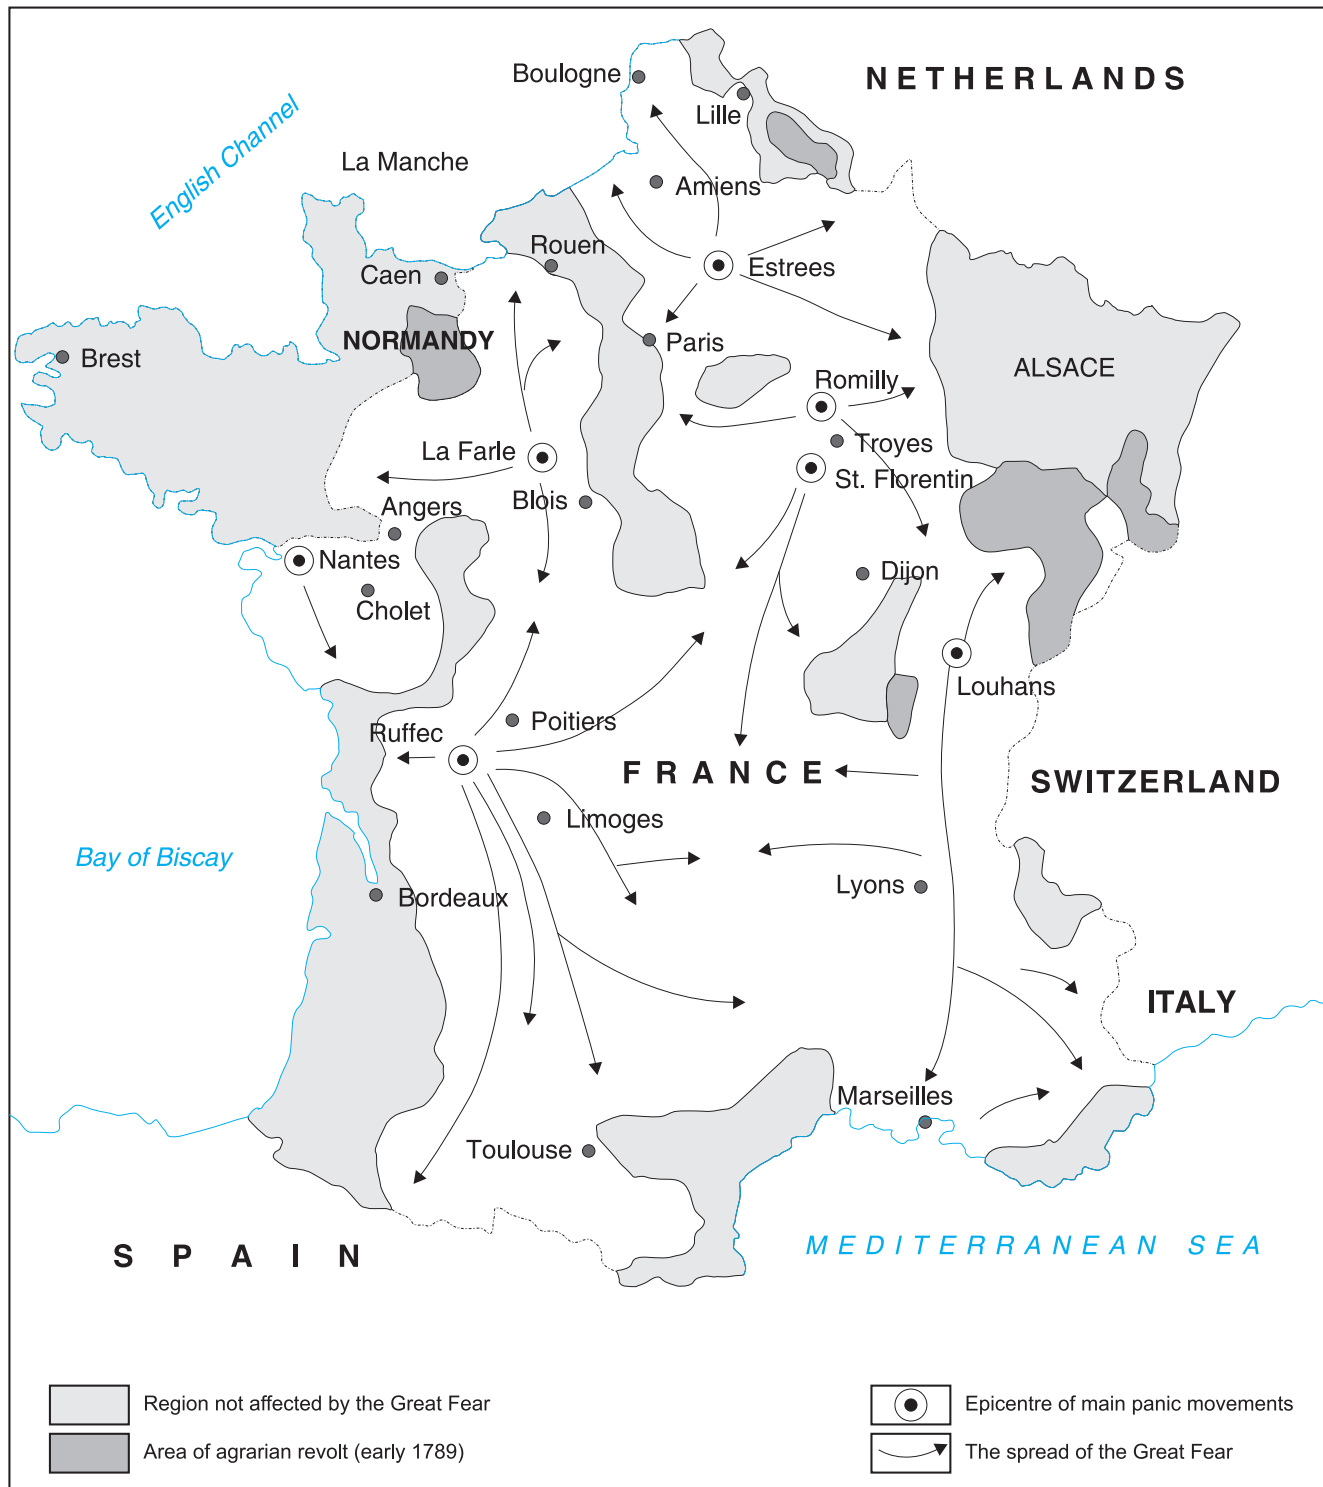 Boulogne
NETHERLANDS
Lille
English Channel
La Manche
Amiens
Rouen
Estrees
Caen
NORMANDY
Paris
Brest
ALSACE
Romilly
Troyes
La Farle
St. Florentin
Blois
Angers
Nantes
Dijon
Cholet
Louhans
Poitiers
Ruffec
FRANCE
SWITZERLAND
Limoges
Bay of Biscay
Lyons
Bordeaux
ITALY
Marseilles
Toulouse
SPAIN
MEDITERRANEAN SEA
Region not affected by the Great Fear
Epicentre of main panic movements
Area of agrarian revolt (early 1789)
The spread of the Great Fear